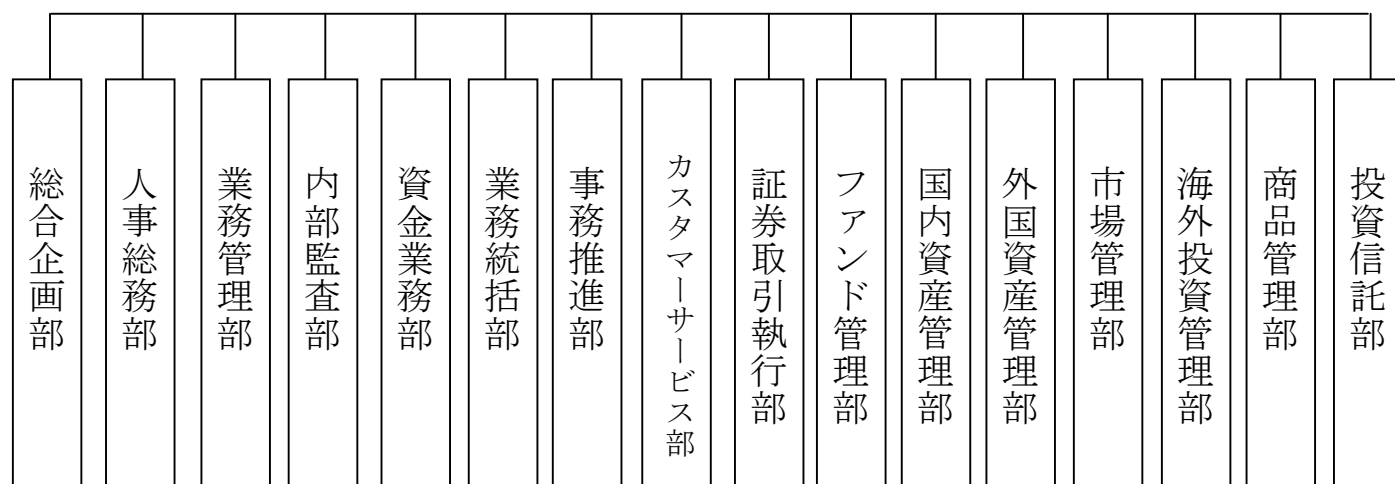 総合企画部
人事総務部
業務管理部
内部監査部
資金業務部
業務統括部
事務推進部
カスタマーサービス部
証券取引執行部
ファンド管理部
国内資産管理部
外国資産管理部
市場管理部
海外投資管理部
商品管理部
投資信託部